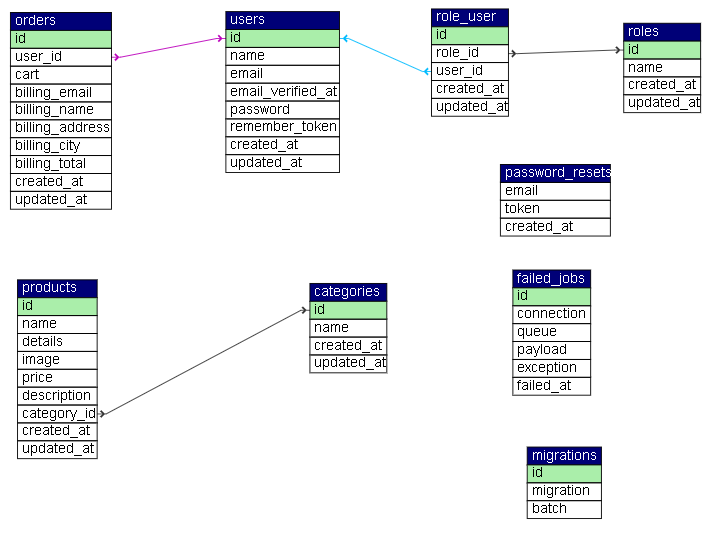 orders
id
user_id
cart
billing_email
billing_name
billing_address
billing_city
billing_total
created_at
updated_at
users
id
name
email
email_verified_at
password
remember_token
created_at
updated_at
role_user
id
role_id
user_id
created_at
updated_at
roles
id
name
created_at
updated_at
password_resets
email
token
created_at
products
id
name
details
image
price
description
category_id
created_at
updated_at
categories
id
name
created_at
updated_at
failed_jobs
id
connection
queue
payload
exception
failed_at
migrations
id
migration
batch